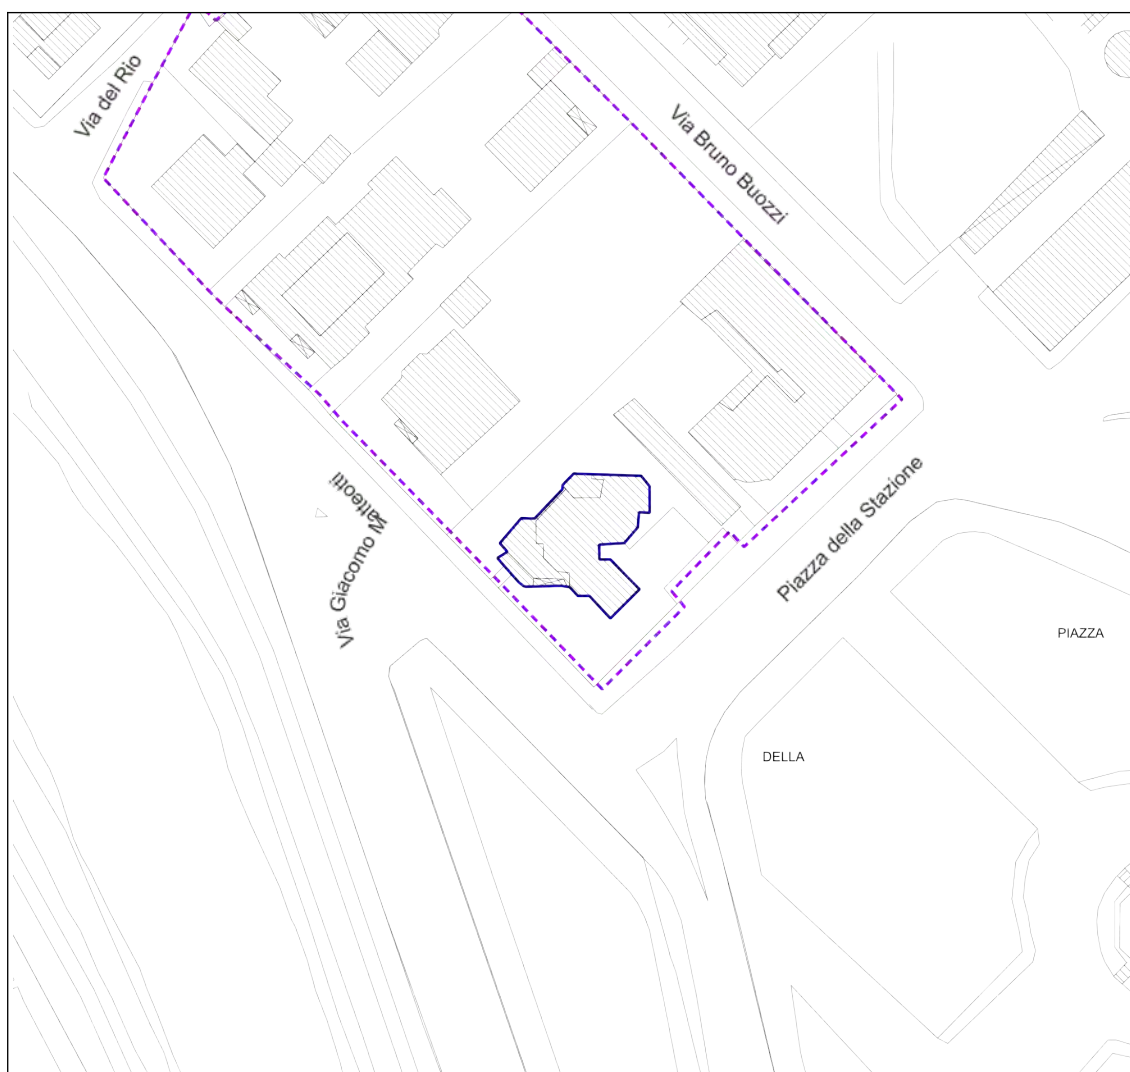 Via del Rio
Via Bruno Buozzi
Via Giacomo Matteotti
Piazza della Stazione
PIAZZA
DELLA